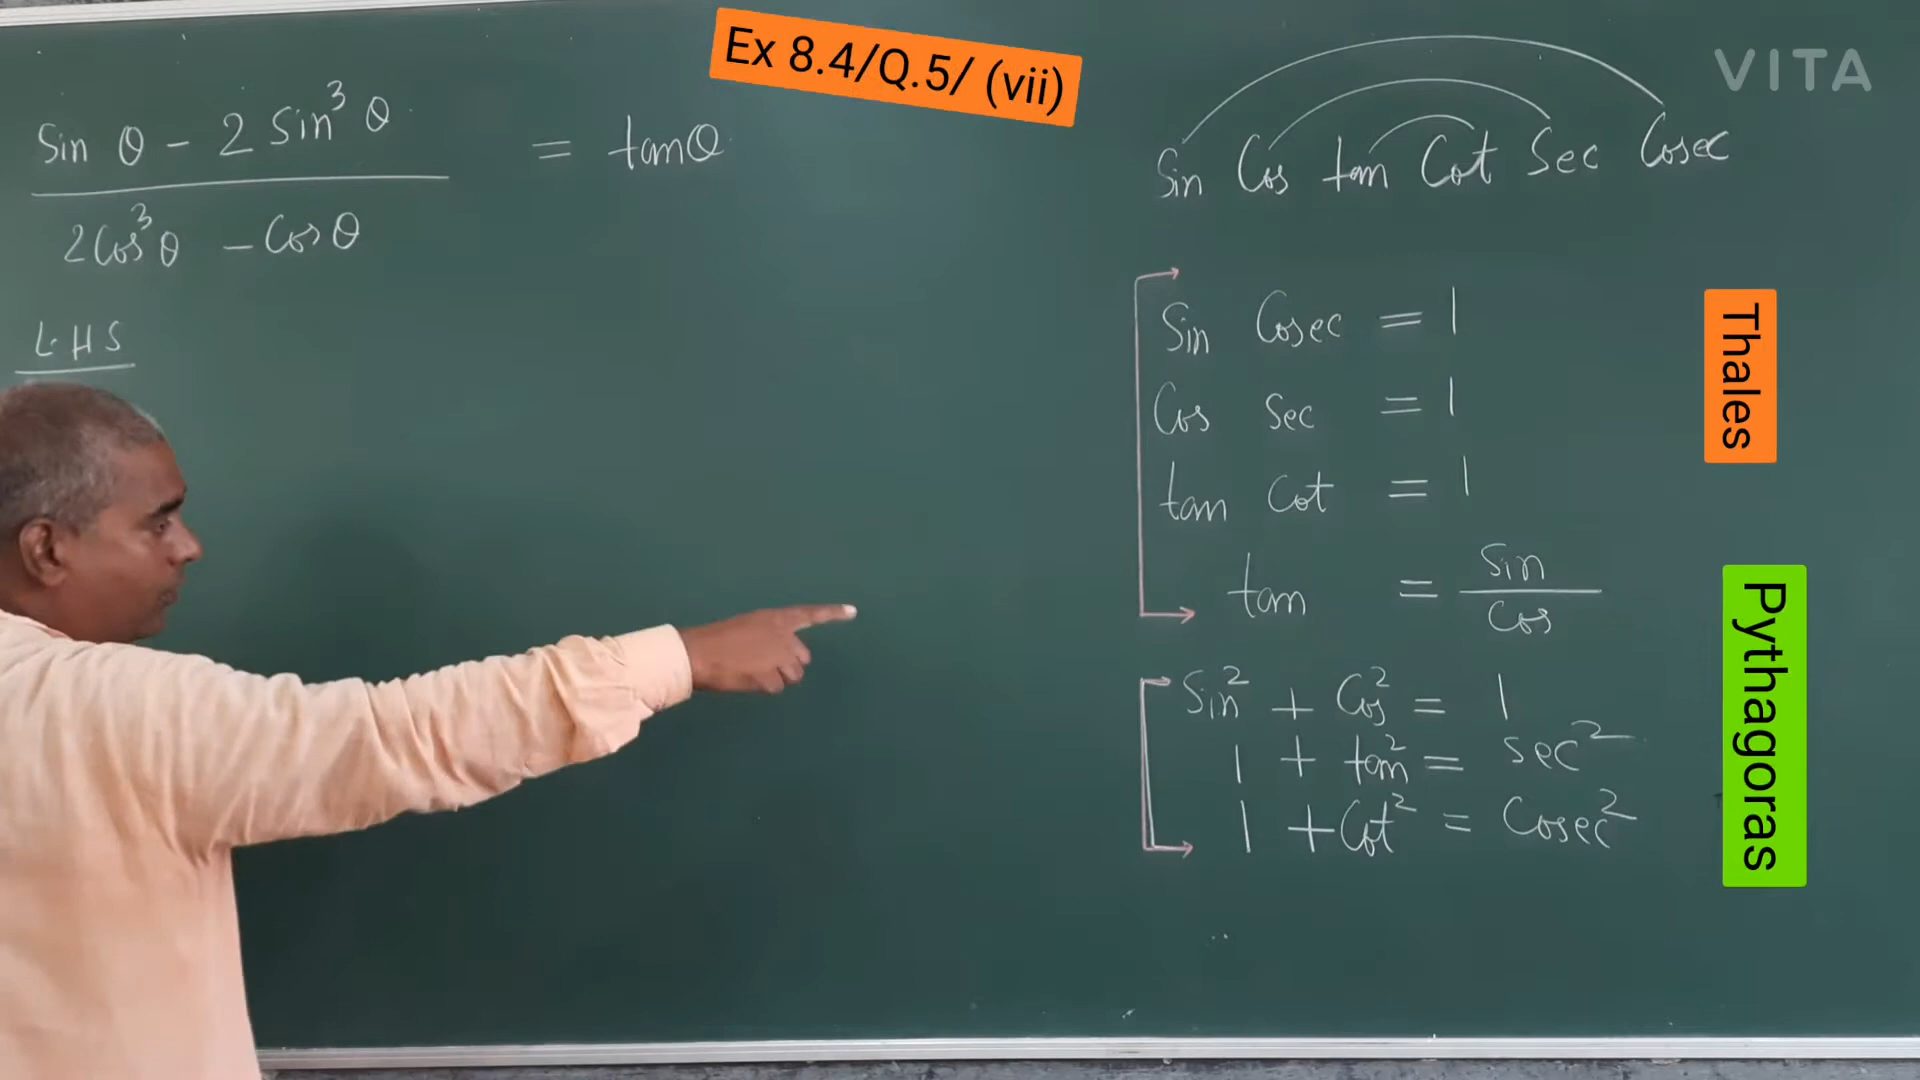 Ex 8.4/Q.5/ (vii)
VITA
Sin θ - 2 Sin³ θ
2 Cos³ θ - Cos θ
= tan θ
L·H S
Sin Cos tan Cot Sec Cosec
Sin Cosec = 1
Cos Sec = 1
tan Cot = 1
tan = Sin / Cos
Sin² + Cos² = 1
1 + tan² = Sec²
1 + Cot² = Cosec²
Thales
Pythagoras